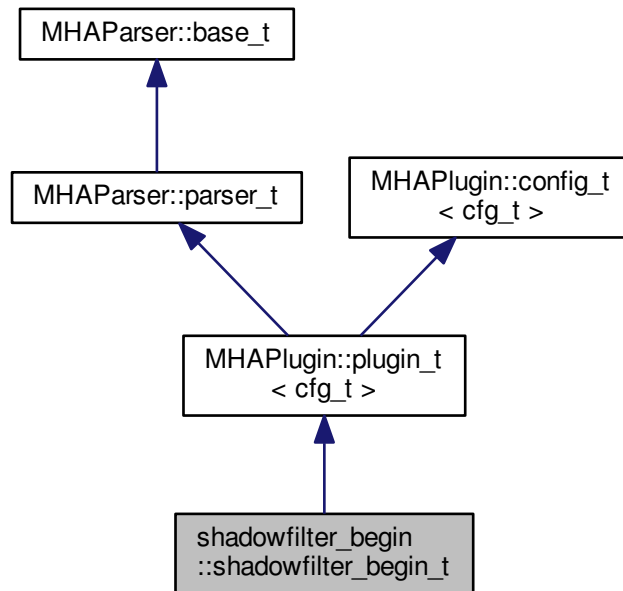 MHAParser::base_t
MHAParser::parser_t
MHAPlugin::config_t
< cfg_t >
MHAPlugin::plugin_t
< cfg_t >
shadowfilter_begin
::shadowfilter_begin_t